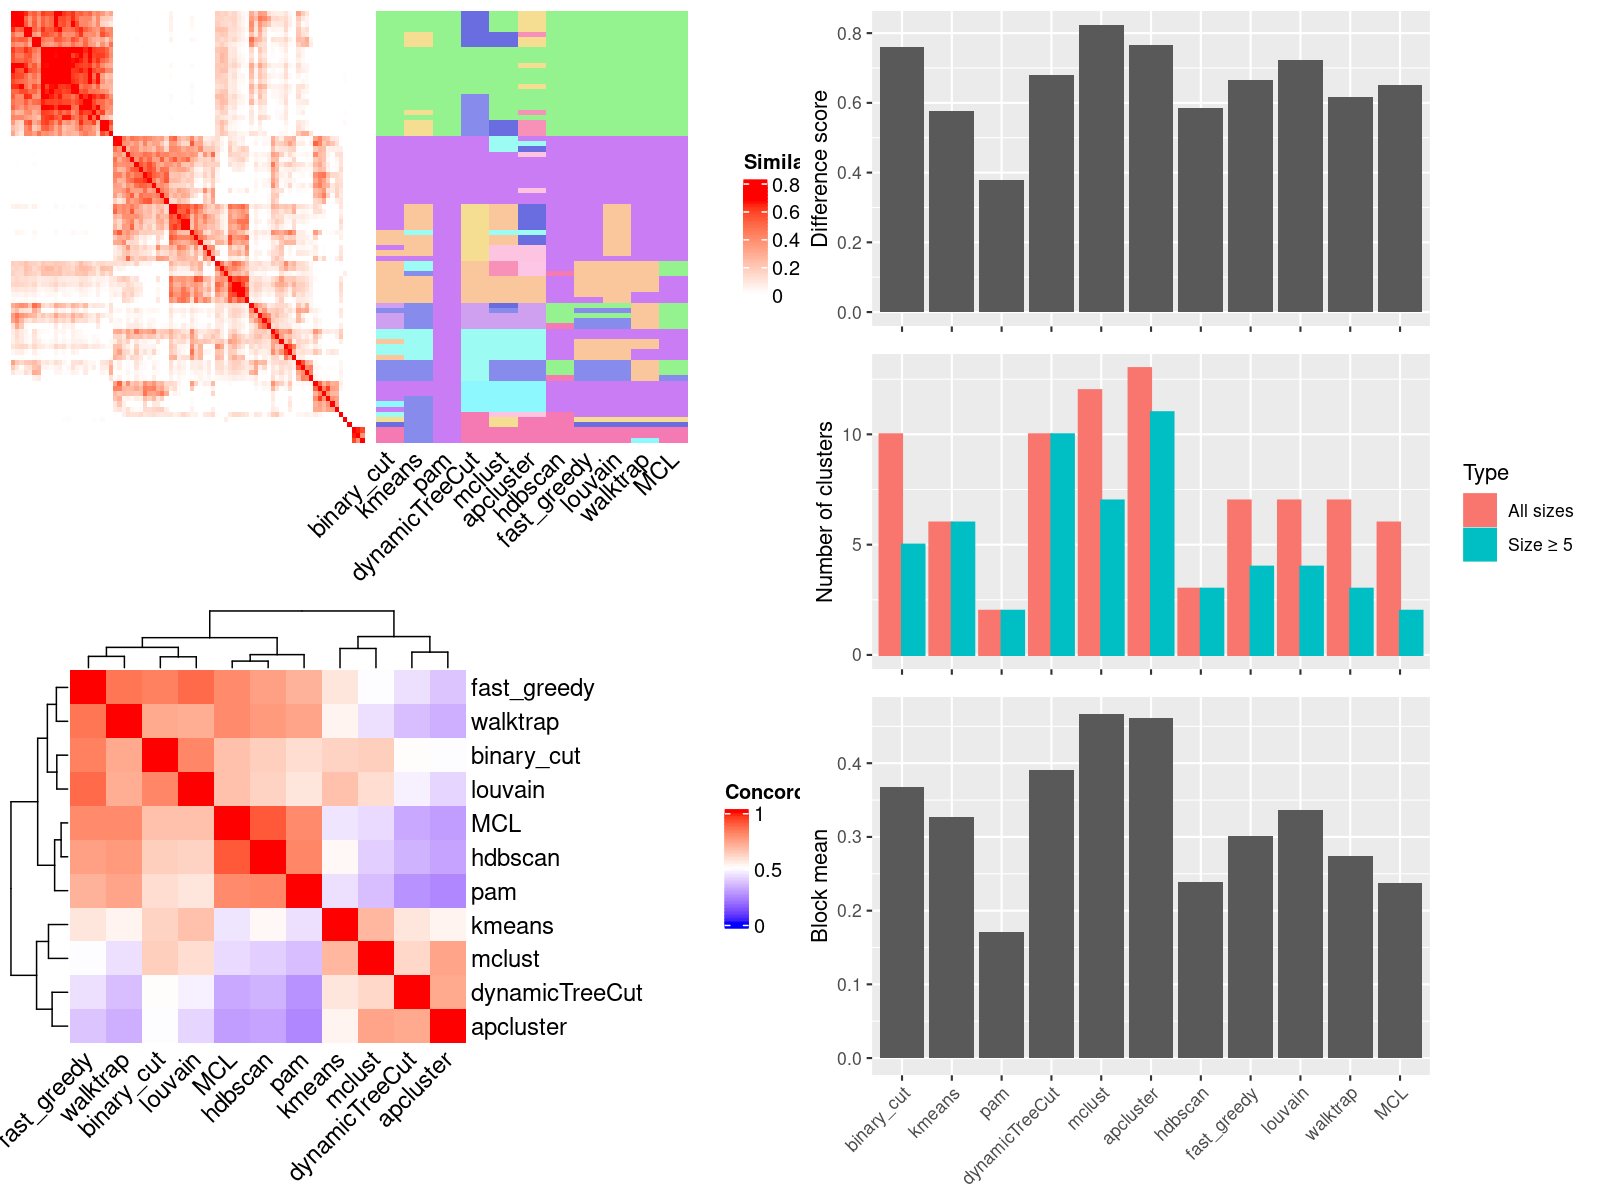 Simila
0.8
0.6
0.4
0.2
0
binary_cut
kmeans
pam
dynamicTreeCut
mclust
apcluster
hdbscan
fast_greedy
louvain
walktrap
MCL
fast_greedy
walktrap
binary_cut
louvain
MCL
hdbscan
pam
kmeans
mclust
dynamicTreeCut
apcluster
Concord
1
0.5
0
fast_greedy
walktrap
binary_cut
louvain
MCL
hdbscan
pam
kmeans
mclust
dynamicTreeCut
apcluster
Difference score
0.8
0.6
0.4
0.2
0.0
Number of clusters
10
5
0
Type
All sizes
Size ≥ 5
Block mean
0.4
0.3
0.2
0.1
0.0
binary_cut
kmeans
pam
dynamicTreeCut
mclust
apcluster
hdbscan
fast_greedy
louvain
walktrap
MCL